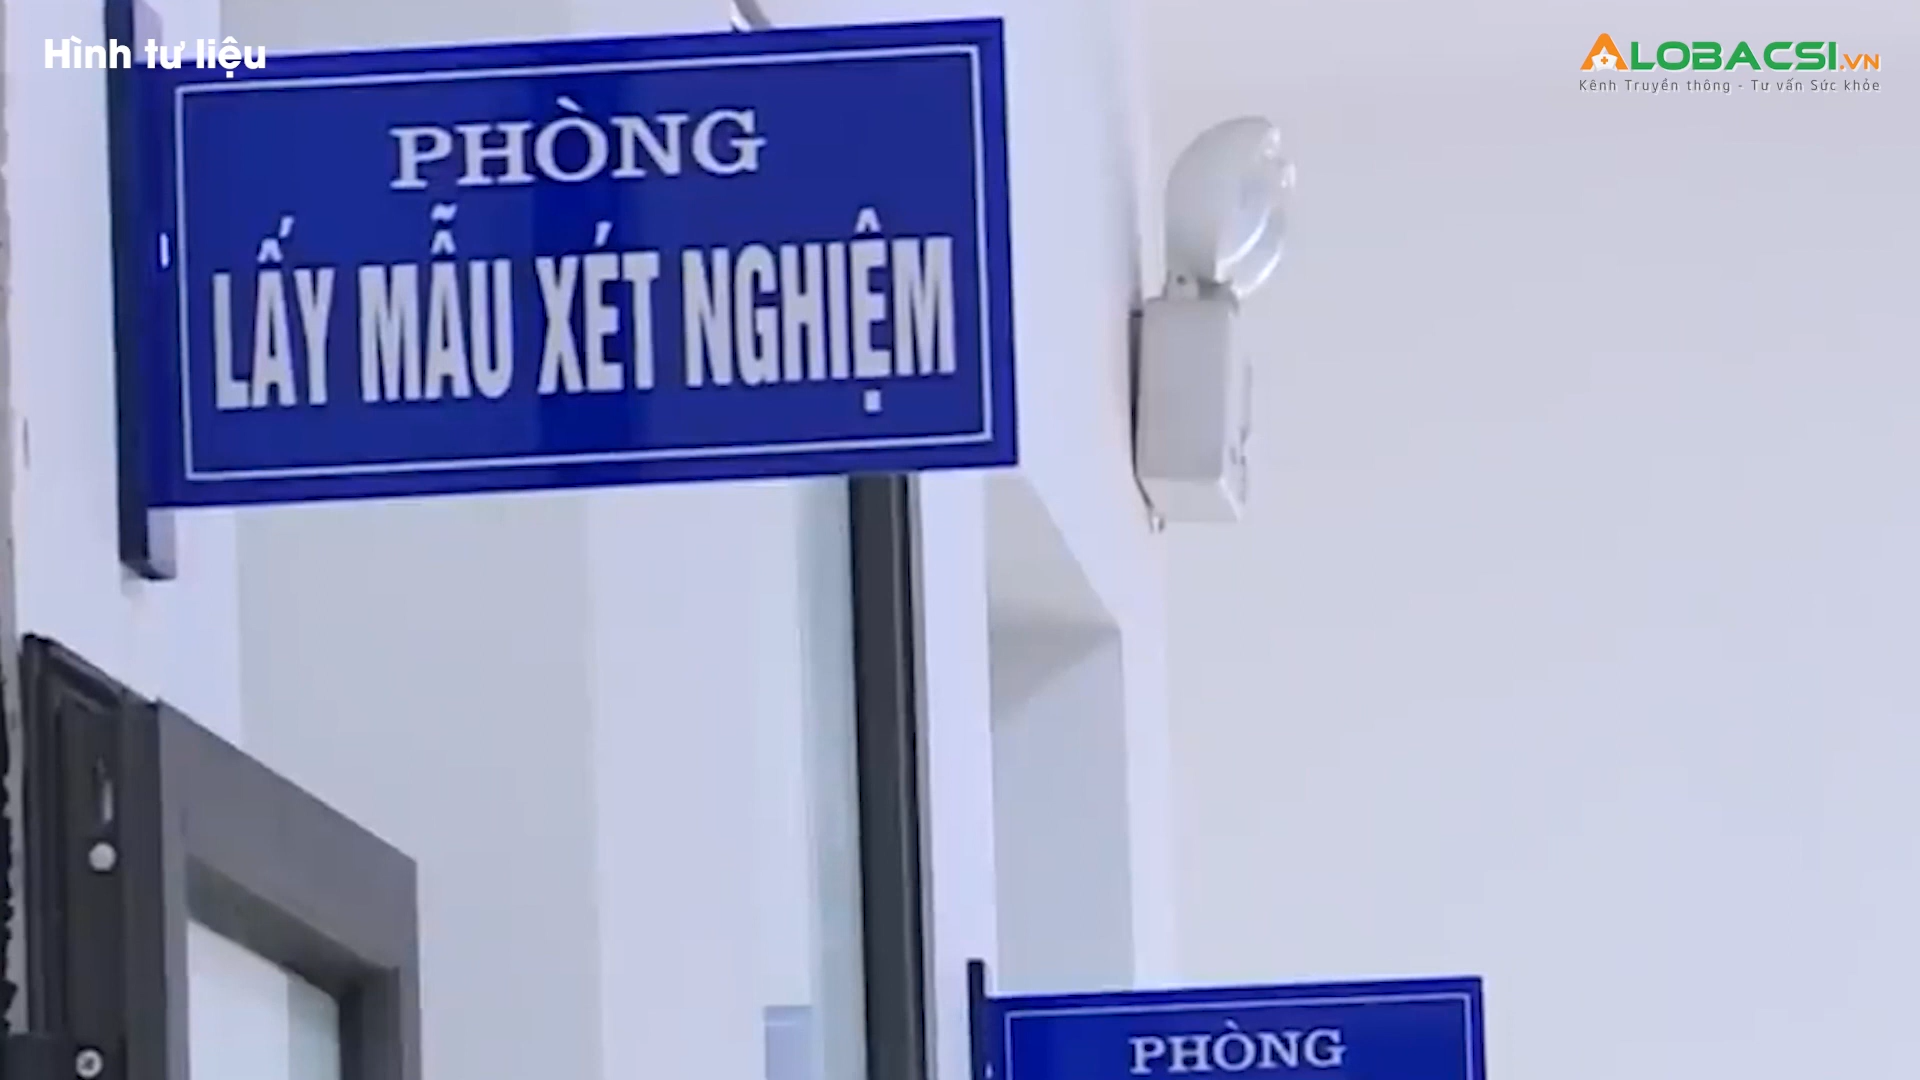 Hình tư liệu
ALOBACSI.VN
Kênh Truyền thông - Tư vấn Sức khỏe
PHÒNG
LẤY MẪU XÉT NGHIỆM
PHÒNG